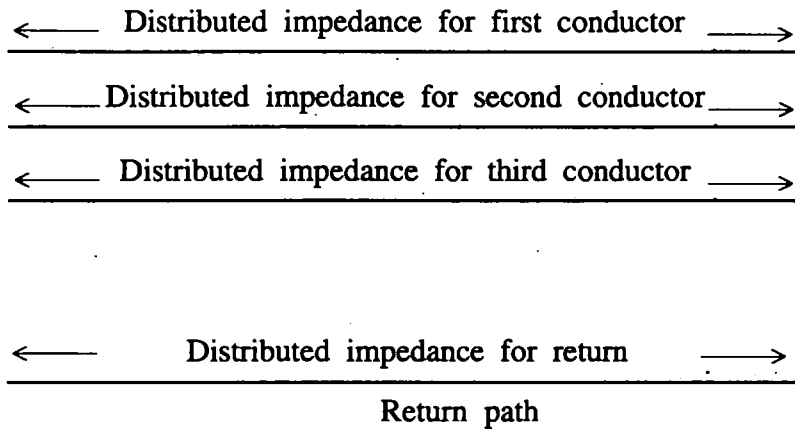 Distributed impedance for first conductor
Distributed impedance for second conductor
Distributed impedance for third conductor
Distributed impedance for return
Return path